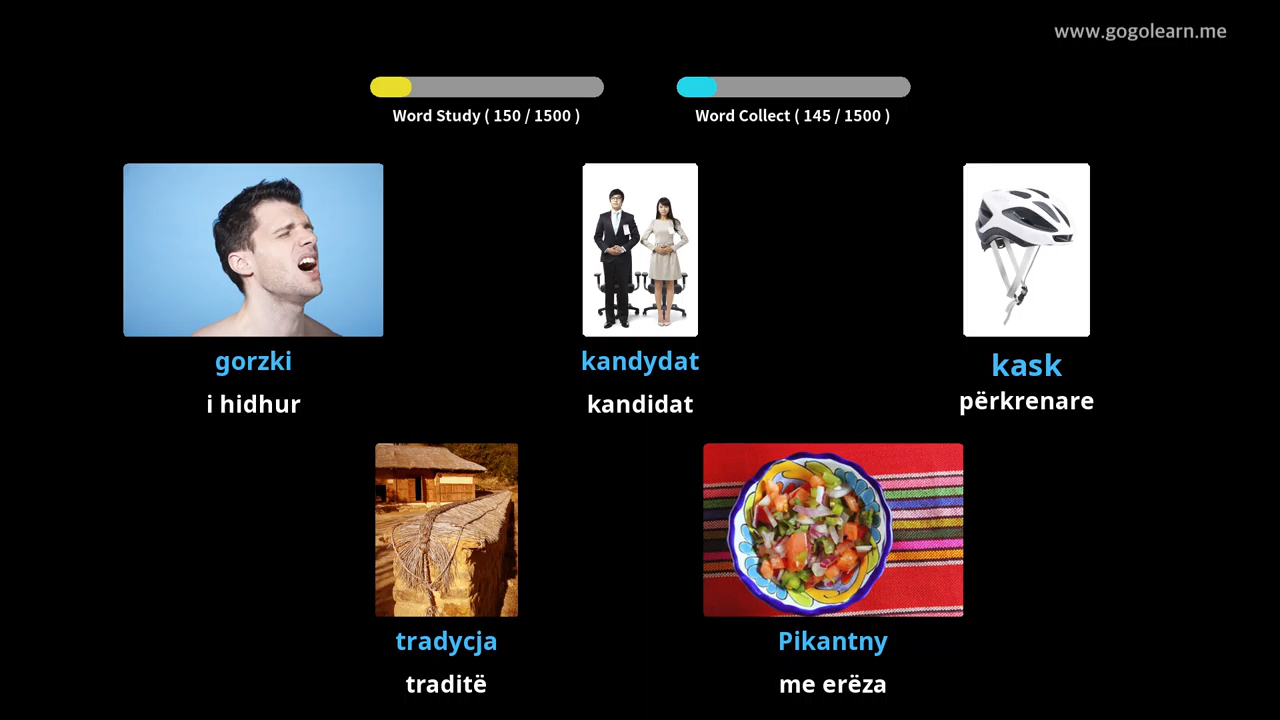 www.gogolearn.me
Word Study ( 150 / 1500 )
Word Collect ( 145 / 1500 )
gorzki
i hidhur
kandydat
kandidat
kask
përkrenare
tradycja
traditë
Pikantny
me erëza